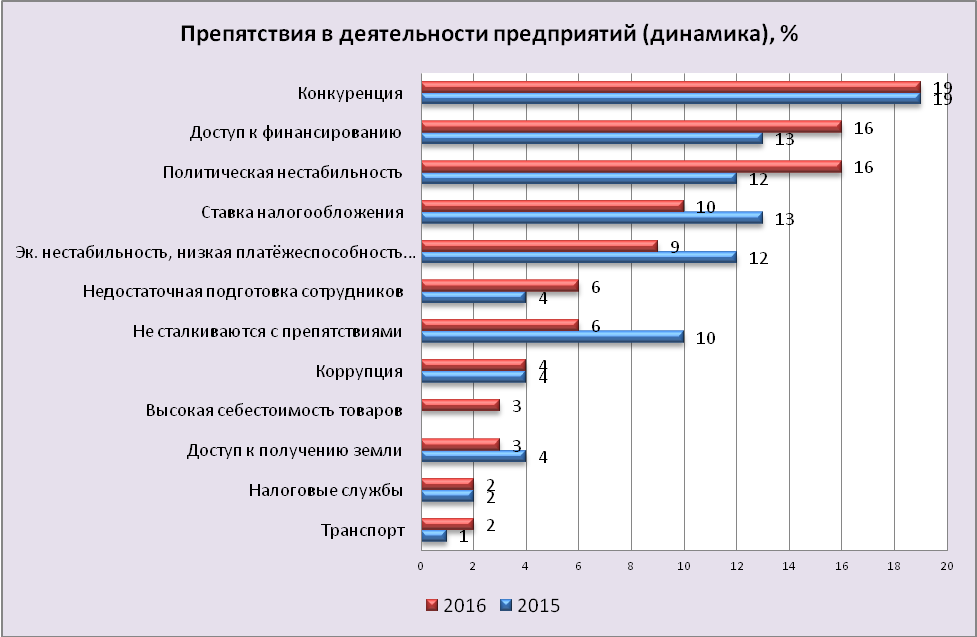 Препятствия в деятельности предприятий (динамика), %
Конкуренция
19
19
Доступ к финансированию
16
13
Политическая нестабильность
16
12
Ставка налогообложения
10
13
Эк. нестабильность, низкая платёжеспособность...
9
12
Недостаточная подготовка сотрудников
6
4
Не сталкиваются с препятствиями
6
10
Коррупция
4
4
Высокая себестоимость товаров
3
Доступ к получению земли
3
4
Налоговые службы
2
2
Транспорт
2
1
0 2 4 6 8 10 12 14 16 18 20
2016 2015